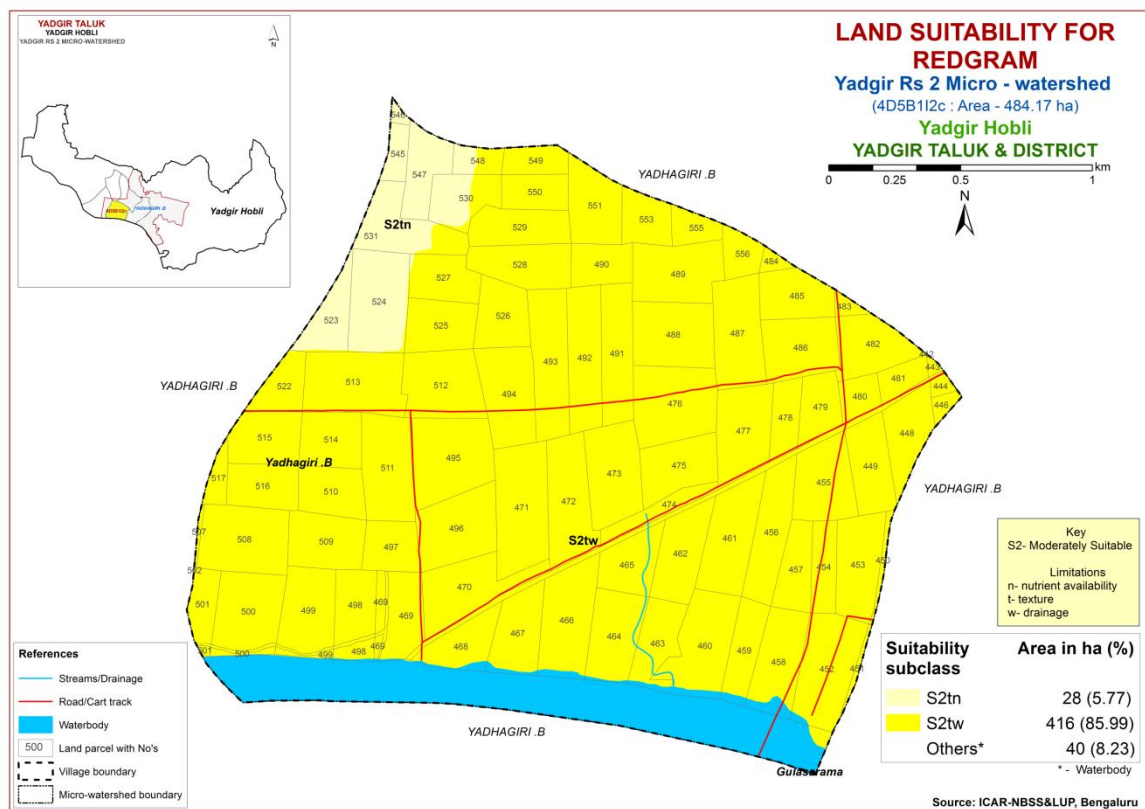 YADGIR TALUK
YADGIR HOBLI
YADGIR RS 2 MICRO-WATERSHED
N
4D5B1I2c
YADHAGIRI .B
Yadgir Hobli
LAND SUITABILITY FOR
REDGRAM
Yadgir Rs 2 Micro - watershed
(4D5B1I2c : Area - 484.17 ha)
Yadgir Hobli
YADGIR TALUK & DISTRICT
km
0 0.25 0.5 1
N
546
545 548 549
547
YADHAGIRI .B
530 550
551 553 555
S2tn 529
531 556 484
528 490 489
527 485
524 483
523 525 526 488 487 486 482
493 492 491 442
443
522 513 512 481 444
YADHAGIRI .B
494 476 480 446
479
478
477 448
515 514 495
Yadhagiri .B 511 473 475 449
517 516 510 472 455
471 474
YADHAGIRI .B
507 496 456
508 509 497 S2tw 461
462 450
502 465 457 454 453
470
501 500 499 498 469 469 466
467 464 463 460
501 500 499 498 469 468 459 458 452 451
YADHAGIRI .B
Gulasarama
Key
S2- Moderately Suitable
Limitations
n- nutrient availability
t- texture
w- drainage
References
Streams/Drainage
Road/Cart track
Waterbody
500 Land parcel with No's
Village boundary
Micro-watershed boundary
Suitability subclass Area in ha (%)
S2tn 28 (5.77)
S2tw 416 (85.99)
Others* 40 (8.23)
* - Waterbody
Source: ICAR-NBSS&LUP, Bengaluru